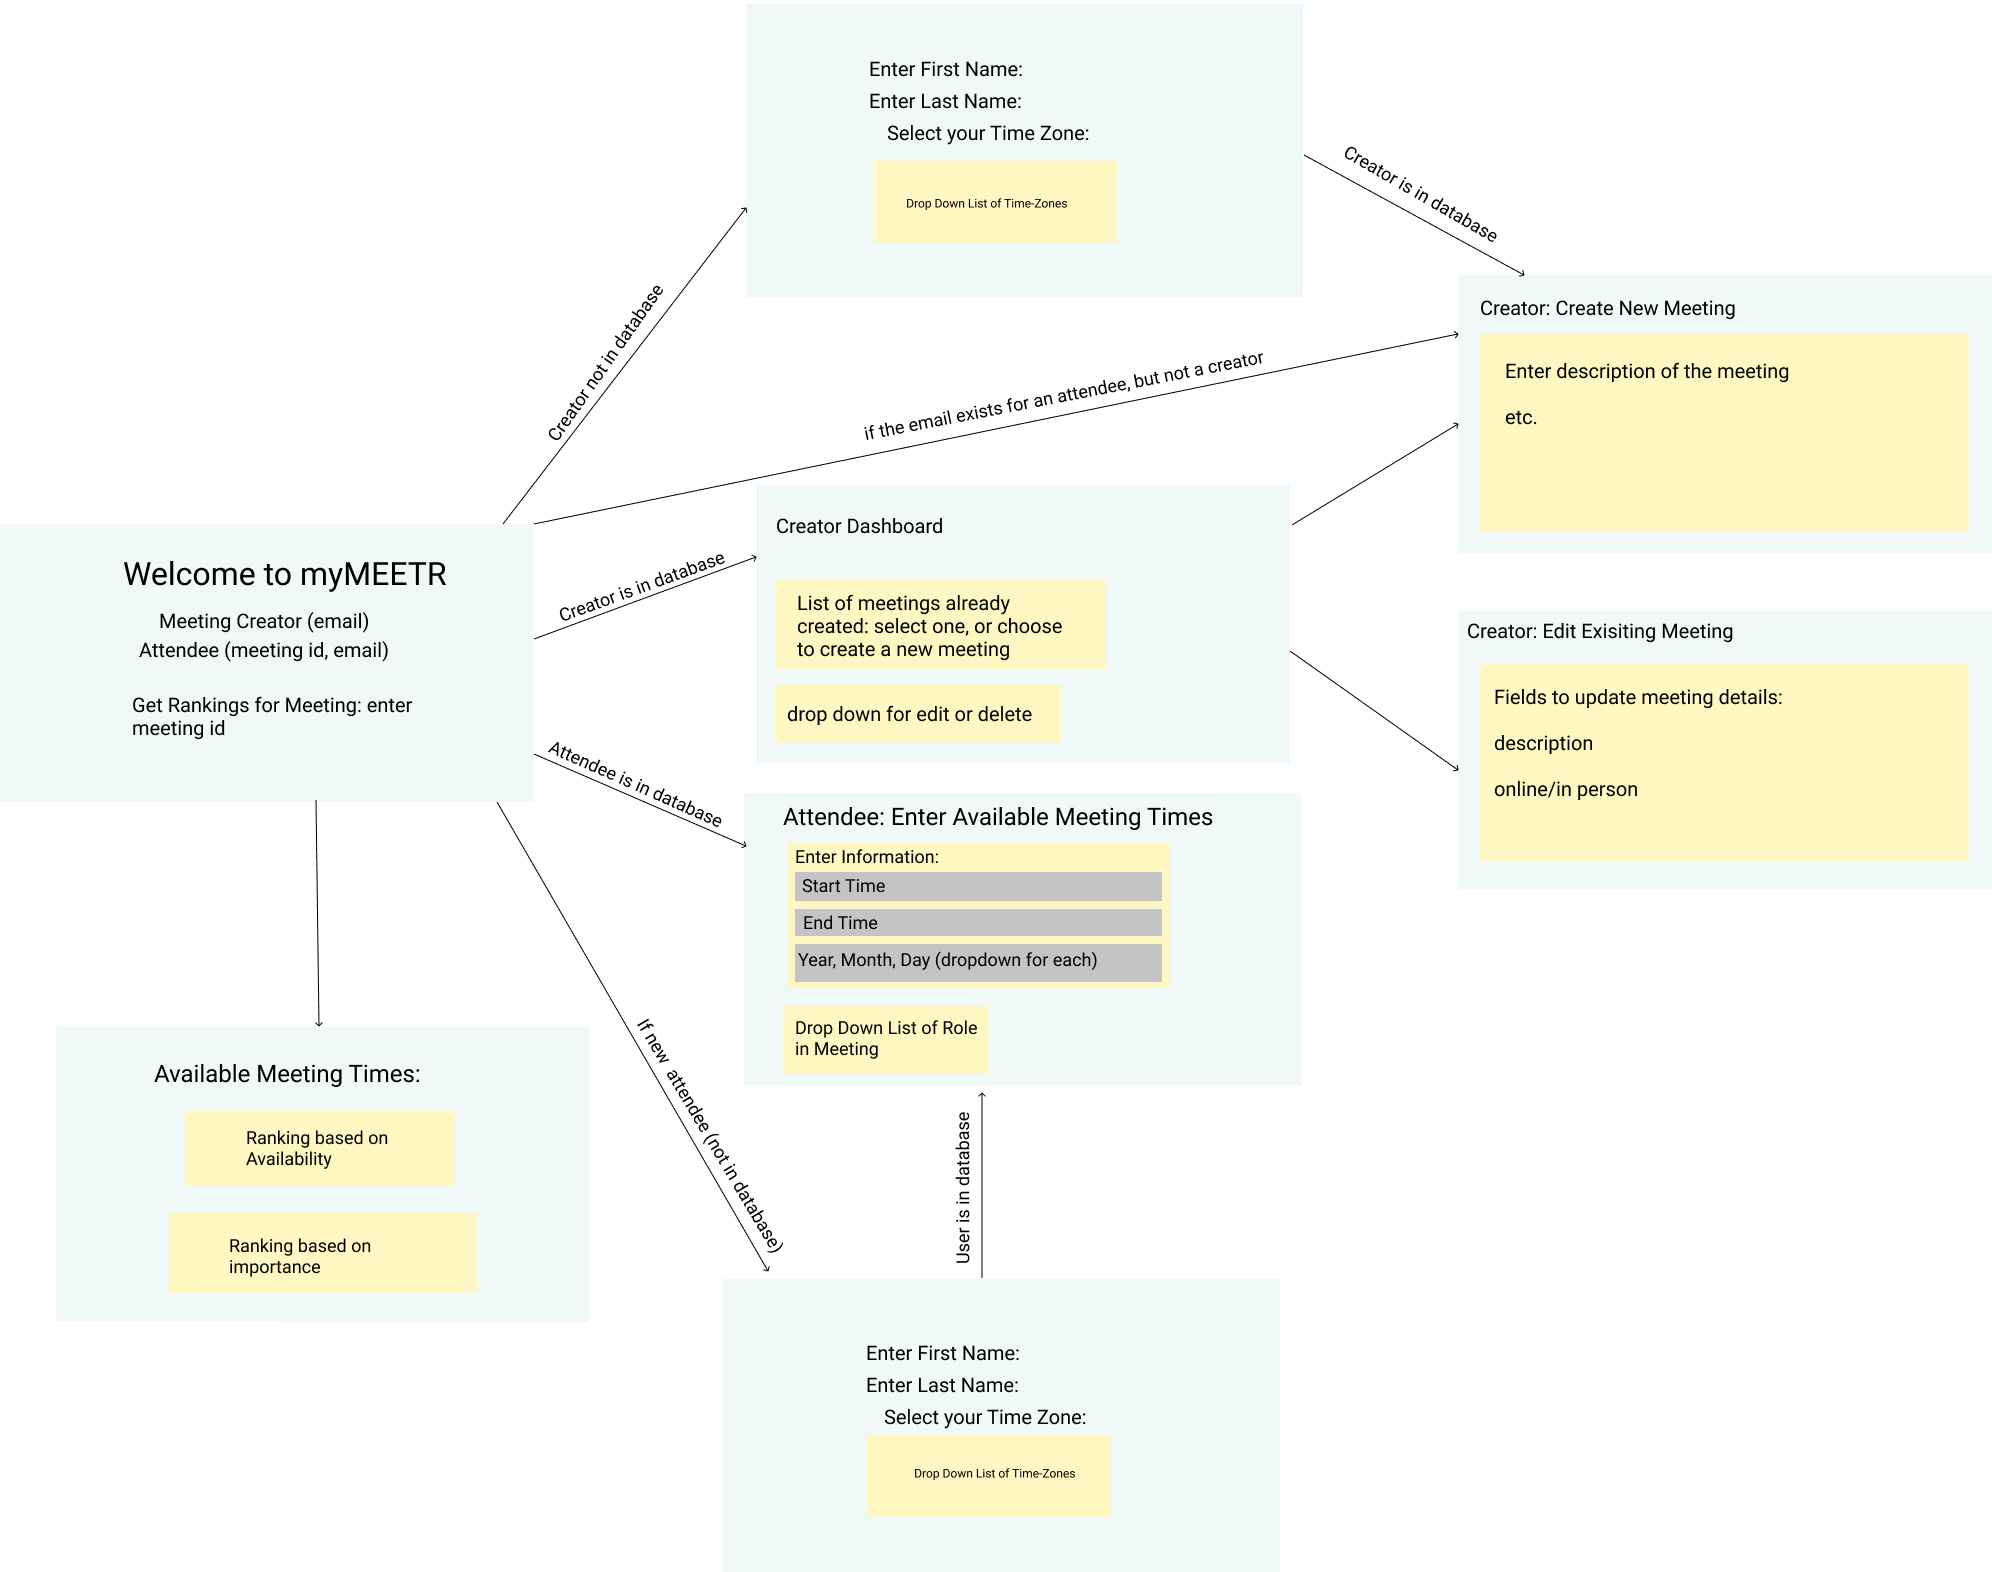 Enter First Name:
Enter Last Name:
Select your Time Zone:
Drop Down List of Time-Zones
Creator is in database
Creator not in database
Creator: Create New Meeting
Enter description of the meeting
etc.
if the email exists for an attendee, but not a creator
Creator Dashboard
List of meetings already
created: select one, or choose
to create a new meeting
drop down for edit or delete
Creator is in database
Welcome to myMEETR
Meeting Creator (email)
Attendee (meeting id, email)
Get Rankings for Meeting: enter
meeting id
Creator: Edit Exisiting Meeting
Fields to update meeting details:
description
online/in person
Attendee is in database
Attendee: Enter Available Meeting Times
Enter Information:
Start Time
End Time
Year, Month, Day (dropdown for each)
Drop Down List of Role
in Meeting
If new attendee (not in database)
Available Meeting Times:
Ranking based on
Availability
Ranking based on
importance
User is in database
Enter First Name:
Enter Last Name:
Select your Time Zone:
Drop Down List of Time-Zones